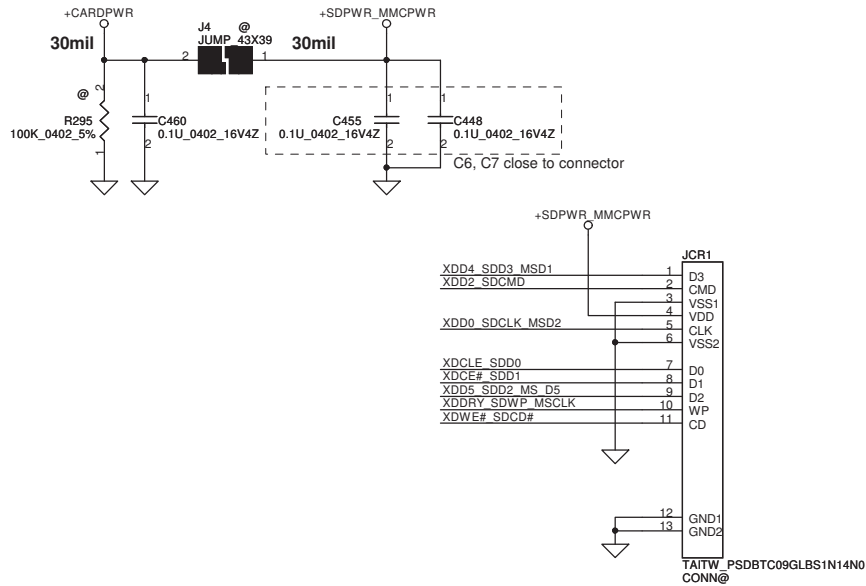 +CARDPWR
+SDPWR_MMCPWR
J4 @
JUMP_43X39
30mil
30mil
2
1
@
2
R295
100K_0402_5%
1
1
C460
0.1U_0402_16V4Z
2
1
C455
0.1U_0402_16V4Z
2
1
C448
0.1U_0402_16V4Z
2
C6, C7 close to connector
+SDPWR_MMCPWR
JCR1
XDD4_SDD3_MSD1 1 D3
XDD2_SDCMD 2 CMD
3 VSS1
4 VDD
XDD0_SDCLK_MSD2 5 CLK
6 VSS2
XDCLE_SDD0 7 D0
XDCE#_SDD1 8 D1
XDD5_SDD2_MS_D5 9 D2
XDDRY_SDWP_MSCLK 10 WP
XDWE#_SDCD# 11 CD
12 GND1
13 GND2
TAITW_PSDBTC09GLBS1N14N0
CONN@